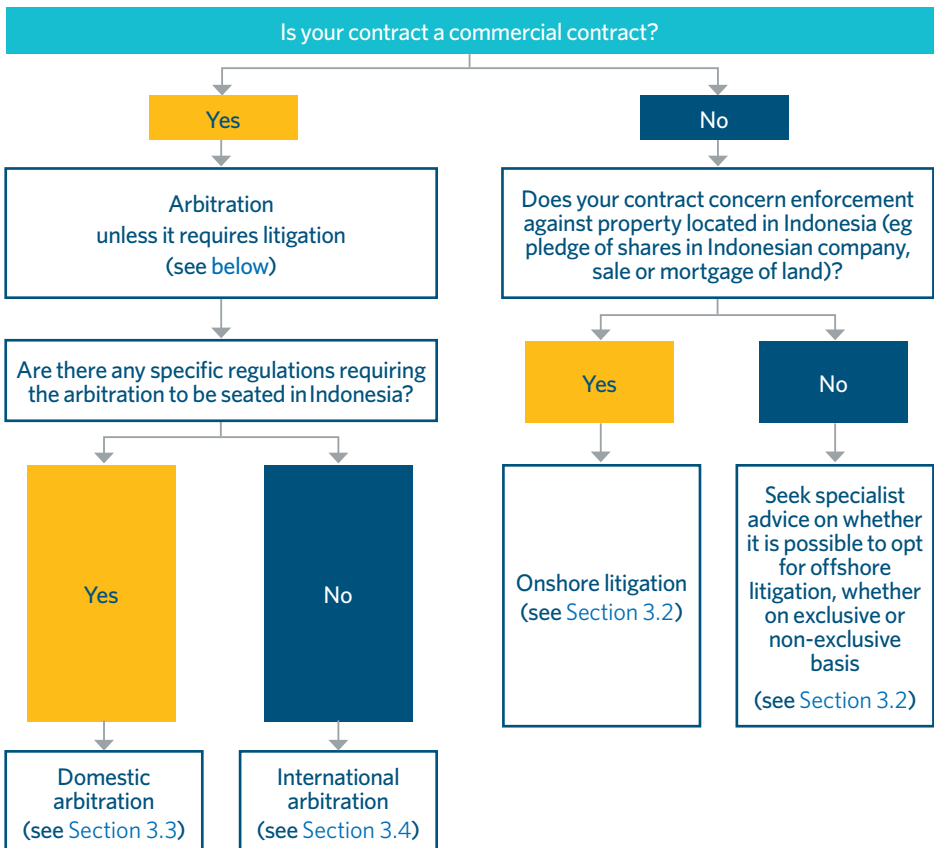 Is your contract a commercial contract?
Yes
No
Arbitration
unless it requires litigation
(see below)
Does your contract concern enforcement
against property located in Indonesia (eg
pledge of shares in Indonesian company,
sale or mortgage of land)?
Are there any specific regulations requiring
the arbitration to be seated in Indonesia?
Yes
No
Yes
No
Onshore litigation
(see Section 3.2)
Seek specialist
advice on whether
it is possible to opt
for offshore
litigation, whether
on exclusive or
non-exclusive
basis
(see Section 3.2)
Domestic
arbitration
(see Section 3.3)
International
arbitration
(see Section 3.4)